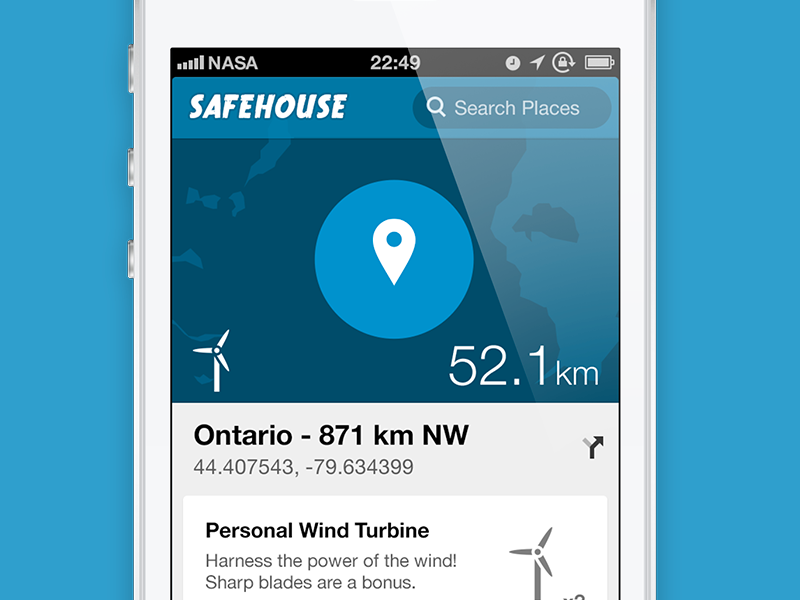 NASA 22:49
SAFEHOUSE
Search Places
52.1km
Ontario - 871 km NW
44.407543, -79.634399
Personal Wind Turbine
Harness the power of the wind!
Sharp blades are a bonus.